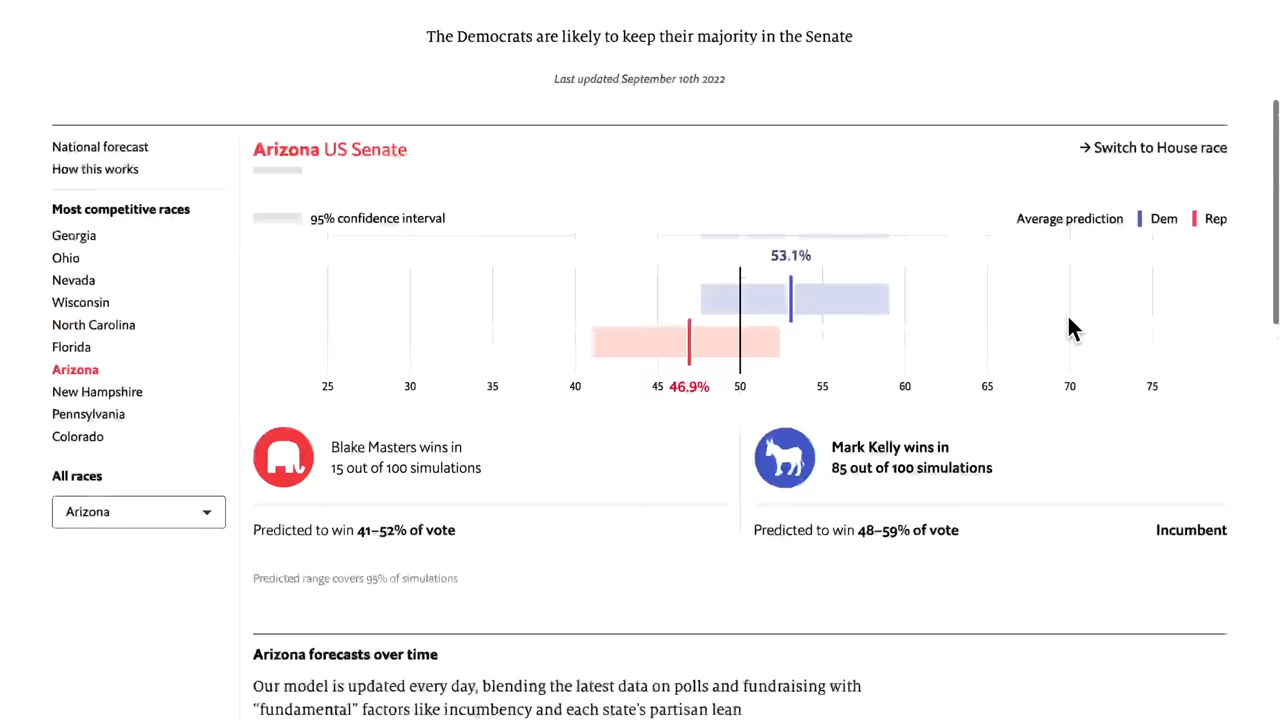 The Democrats are likely to keep their majority in the Senate
Last updated September 10th 2022
National forecast
How this works
Most competitive races
Georgia
Ohio
Nevada
Wisconsin
North Carolina
Florida
Arizona
New Hampshire
Pennsylvania
Colorado
All races
Arizona
Arizona US Senate
→ Switch to House race
95% confidence interval
Average prediction Dem Rep
53.1%
25 30 35 40 45 50 55 60 65 70 75
46.9%
Blake Masters wins in
15 out of 100 simulations
Mark Kelly wins in
85 out of 100 simulations
Predicted to win 41–52% of vote
Predicted to win 48–59% of vote
Incumbent
Predicted range covers 95% of simulations
Arizona forecasts over time
Our model is updated every day, blending the latest data on polls and fundraising with
“fundamental” factors like incumbency and each state's partisan lean